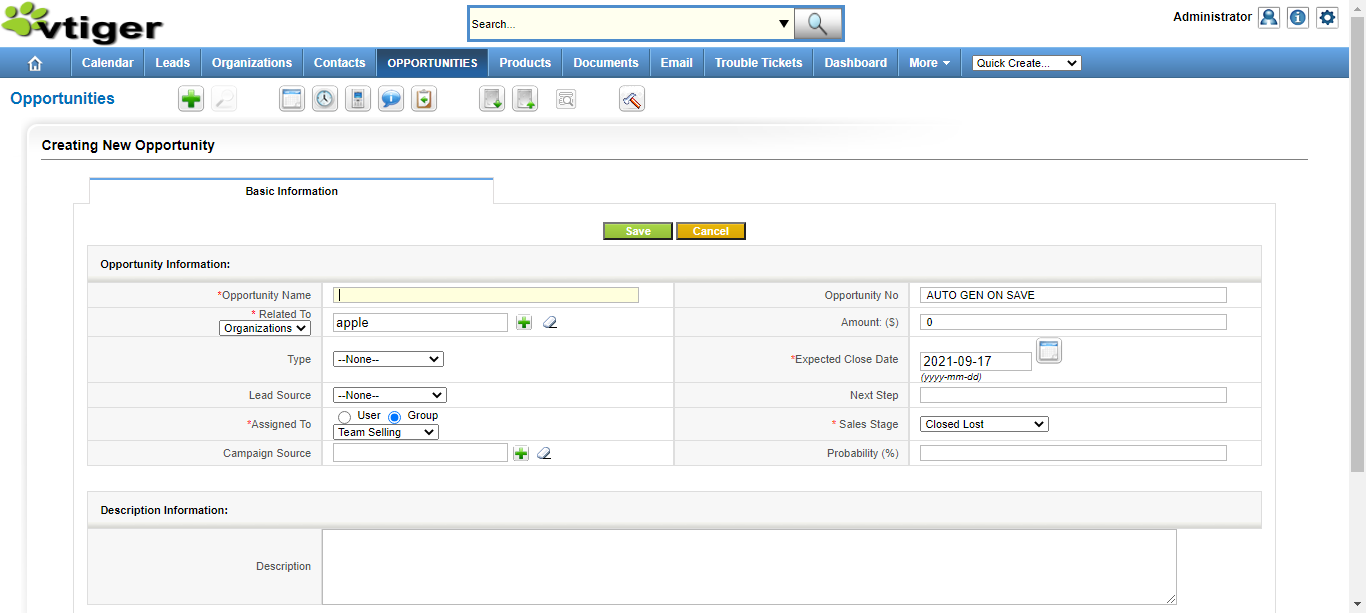 vtiger
Search...
Administrator
Calendar Leads Organizations Contacts OPPORTUNITIES Products Documents Email Trouble Tickets Dashboard More Quick Create...
Opportunities
Creating New Opportunity
Basic Information
Save Cancel
Opportunity Information:
*Opportunity Name Opportunity No AUTO GEN ON SAVE
* Related To
Organizations apple Amount: ($) 0
Type --None-- *Expected Close Date 2021-09-17
(yyyy-mm-dd)
Lead Source --None-- Next Step
*Assigned To User Group
Team Selling * Sales Stage Closed Lost
Campaign Source Probability (%)
Description Information:
Description